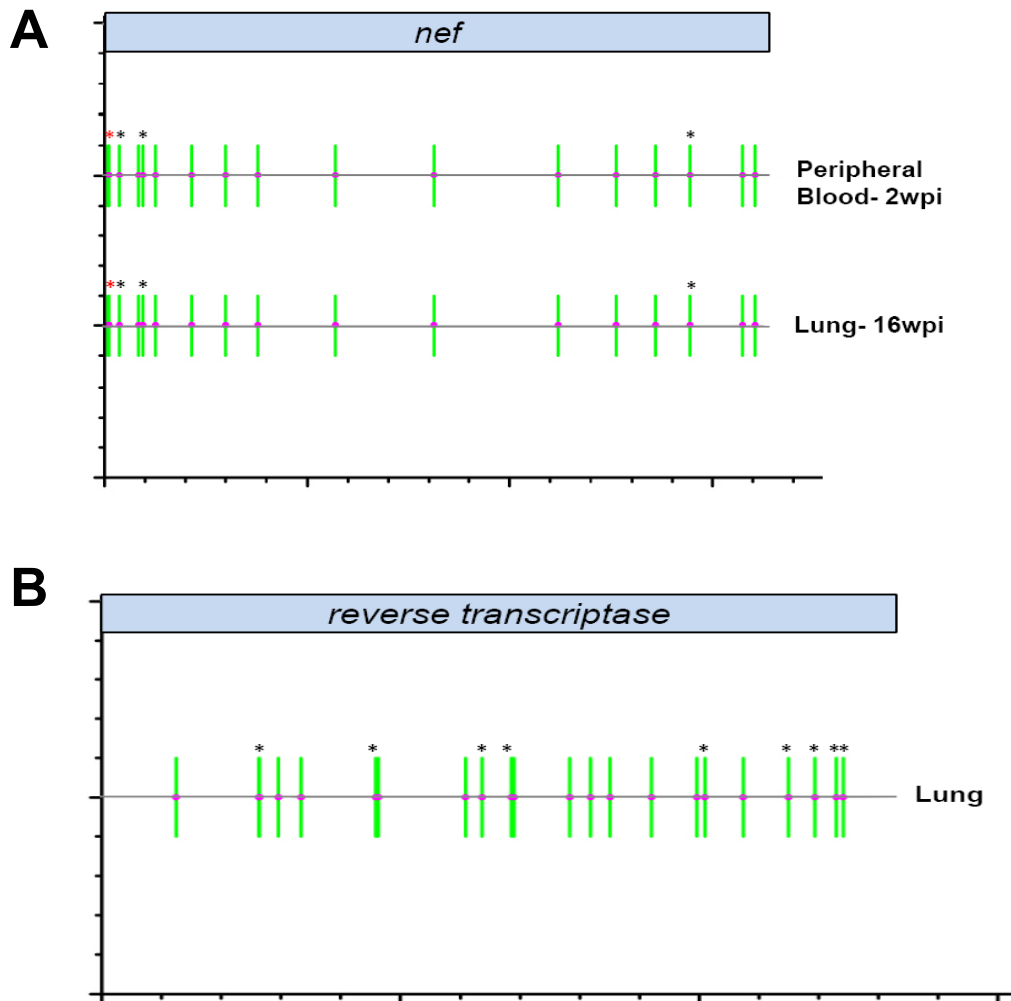 A
nef
* * * *
Peripheral
Blood- 2wpi
* * * *
Lung- 16wpi
B
reverse transcriptase
* * * * * * * * *
Lung